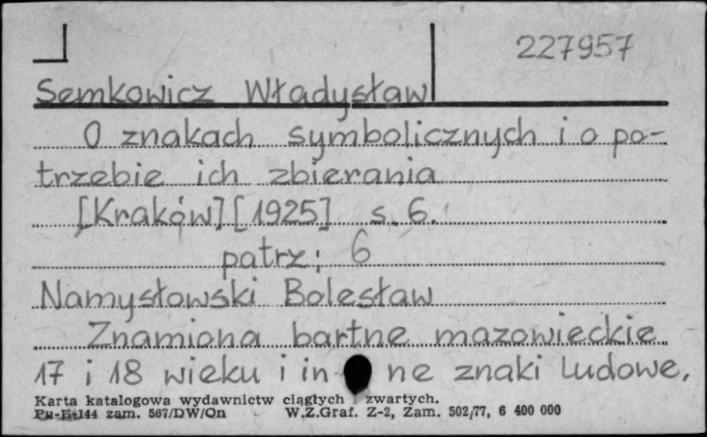 227957
Semkowicz Władysław
O znakach symbolicznych i o po-
trzebie ich zbierania
[Kraków] [1925] s. 6.
patrz: 6
Namysłowski Bolesław
Znamiona bartne mazowieckie
17 i 18 wieku i in ne znaki ludowe.
Karta katalogowa wydawnictw ciągłych i zwartych.
Pu-B-144 zam. 567/DW/On W.Z.Graf. Z-2, Zam. 502/77, 6 400 000